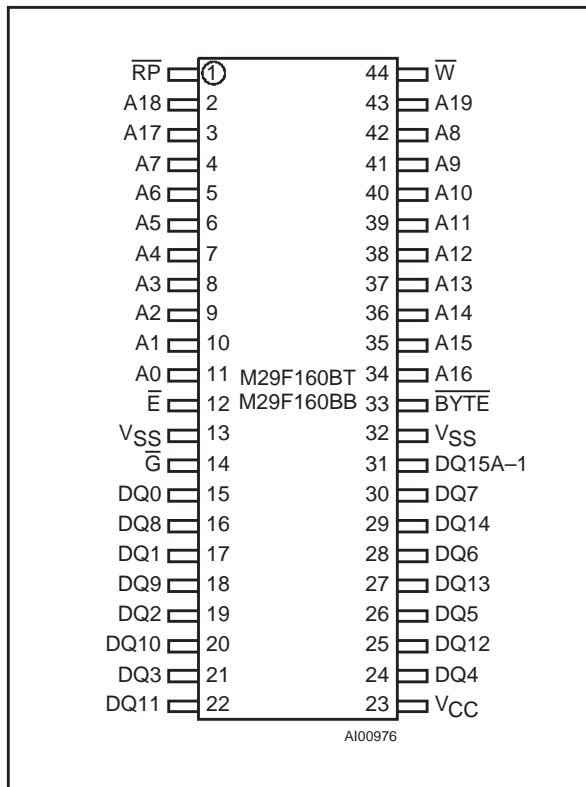 R̅P̅ 1 44 W̅
A18 2 43 A19
A17 3 42 A8
A7 4 41 A9
A6 5 40 A10
A5 6 39 A11
A4 7 38 A12
A3 8 37 A13
A2 9 36 A14
A1 10 35 A15
A0 11 M29F160BT 34 A16
E̅ 12 M29F160BB 33 B̅Y̅T̅E̅
VSS 13 32 VSS
G̅ 14 31 DQ15A–1
DQ0 15 30 DQ7
DQ8 16 29 DQ14
DQ1 17 28 DQ6
DQ9 18 27 DQ13
DQ2 19 26 DQ5
DQ10 20 25 DQ12
DQ3 21 24 DQ4
DQ11 22 23 VCC
AI00976